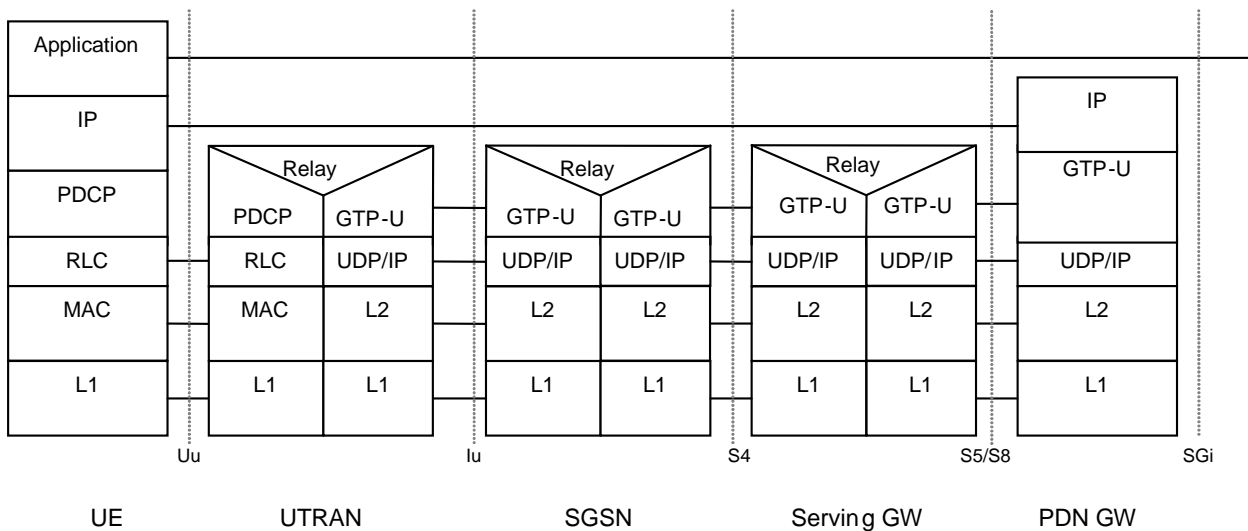 Application
IP
IP
Relay
Relay
Relay
GTP-U
PDCP
PDCP
GTP-U
GTP-U
GTP-U
GTP-U
GTP-U
RLC
RLC
UDP/IP
UDP/IP
UDP/IP
UDP/IP
UDP/IP
UDP/IP
MAC
MAC
L2
L2
L2
L2
L2
L2
L1
L1
L1
L1
L1
L1
L1
L1
Uu
Iu
S4
S5/S8
SGi
UE
UTRAN
SGSN
Serving GW
PDN GW